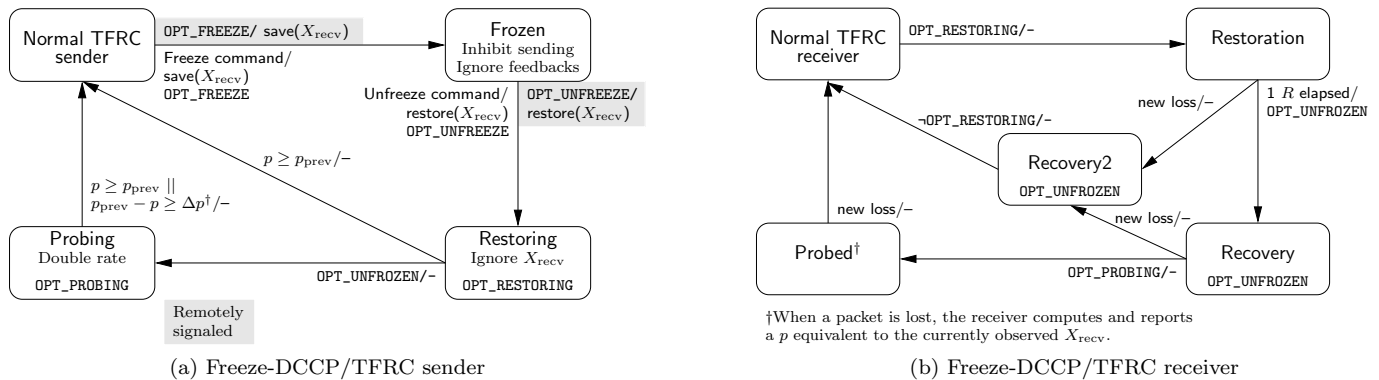 Normal TFRC
sender
OPT_FREEZE/ save(X_recv)
Freeze command/
save(X_recv)
OPT_FREEZE
Frozen
Inhibit sending
Ignore feedbacks
Unfreeze command/
restore(X_recv)
OPT_UNFREEZE
OPT_UNFREEZE/
restore(X_recv)
p ≥ p_prev/–
p ≥ p_prev ||
p_prev − p ≥ Δp†/–
Probing
Double rate
OPT_PROBING
OPT_UNFROZEN/–
Restoring
Ignore X_recv
OPT_RESTORING
Remotely
signaled
(a) Freeze-DCCP/TFRC sender
Normal TFRC
receiver
OPT_RESTORING/–
Restoration
new loss/–
1 R elapsed/
OPT_UNFROZEN
¬OPT_RESTORING/–
Recovery2
OPT_UNFROZEN
new loss/–
new loss/–
Probed†
OPT_PROBING/–
Recovery
OPT_UNFROZEN
†When a packet is lost, the receiver computes and reports
a p equivalent to the currently observed X_recv.
(b) Freeze-DCCP/TFRC receiver